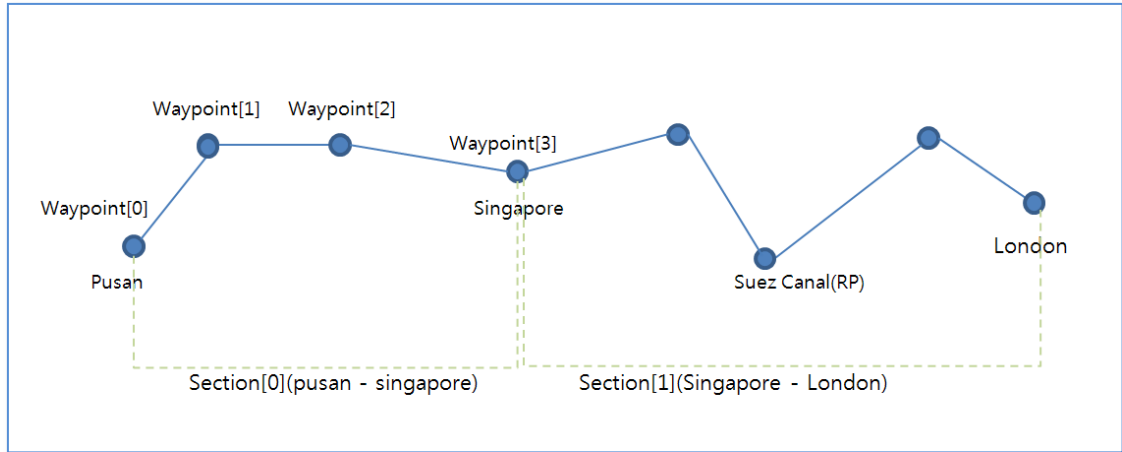 Waypoint[1]
Waypoint[2]
Waypoint[3]
Waypoint[0]
Singapore
London
Pusan
Suez Canal(RP)
Section[0](pusan - singapore)
Section[1](Singapore - London)